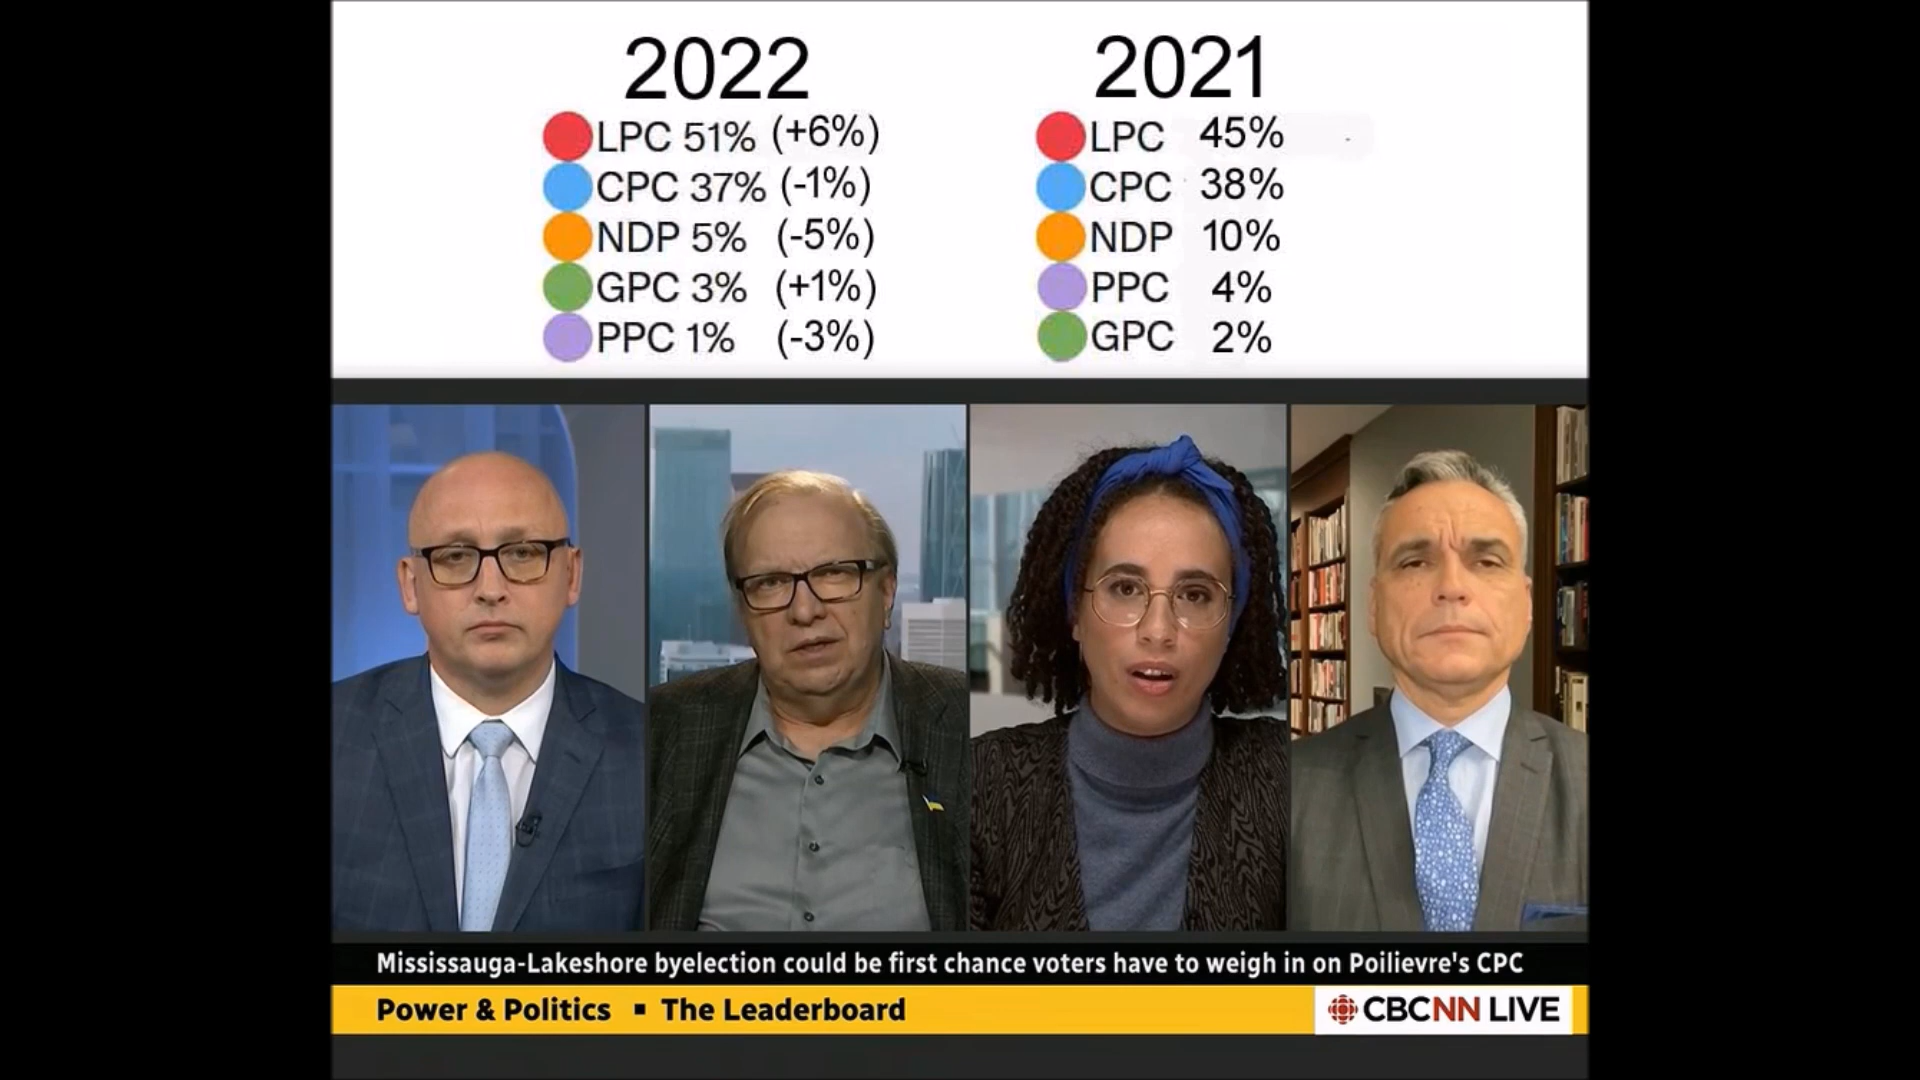 2022
LPC 51% (+6%)
CPC 37% (-1%)
NDP 5% (-5%)
GPC 3% (+1%)
PPC 1% (-3%)
2021
LPC 45%
CPC 38%
NDP 10%
PPC 4%
GPC 2%
Mississauga-Lakeshore byelection could be first chance voters have to weigh in on Poilievre's CPC
Power & Politics ▪ The Leaderboard
CBCNN LIVE